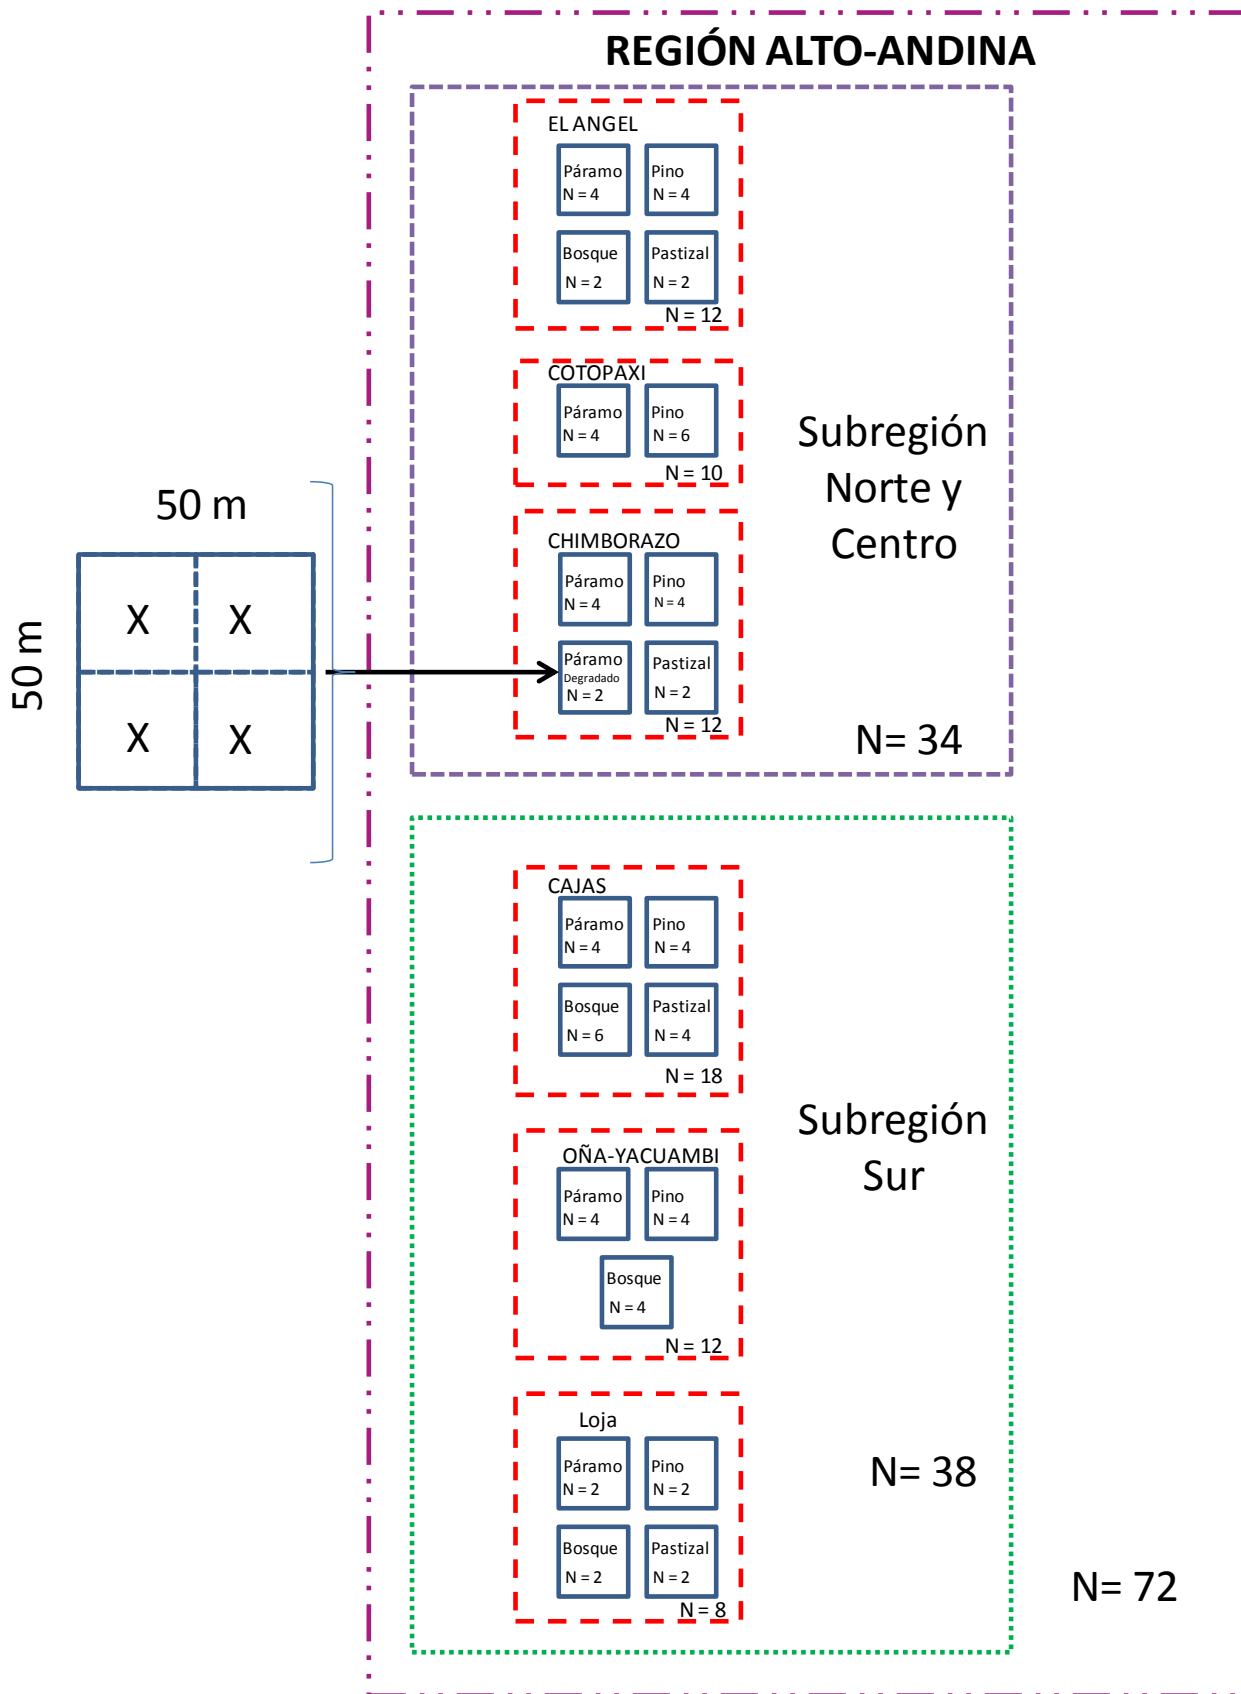 REGIÓN ALTO-ANDINA
EL ANGEL
Páramo
N = 4
Pino
N = 4
Bosque
N = 2
Pastizal
N = 2
N = 12
COTOPAXI
Páramo
N = 4
Pino
N = 6
N = 10
Subregión
Norte y
Centro
50 m
50 m
X X
X X
CHIMBORAZO
Páramo
N = 4
Pino
N = 4
Páramo
Degradado
N = 2
Pastizal
N = 2
N = 12
N= 34
CAJAS
Páramo
N = 4
Pino
N = 4
Bosque
N = 6
Pastizal
N = 4
N = 18
OÑA-YACUAMBI
Páramo
N = 4
Pino
N = 4
Bosque
N = 4
N = 12
Subregión
Sur
Loja
Páramo
N = 2
Pino
N = 2
Bosque
N = 2
Pastizal
N = 2
N = 8
N= 38
N= 72